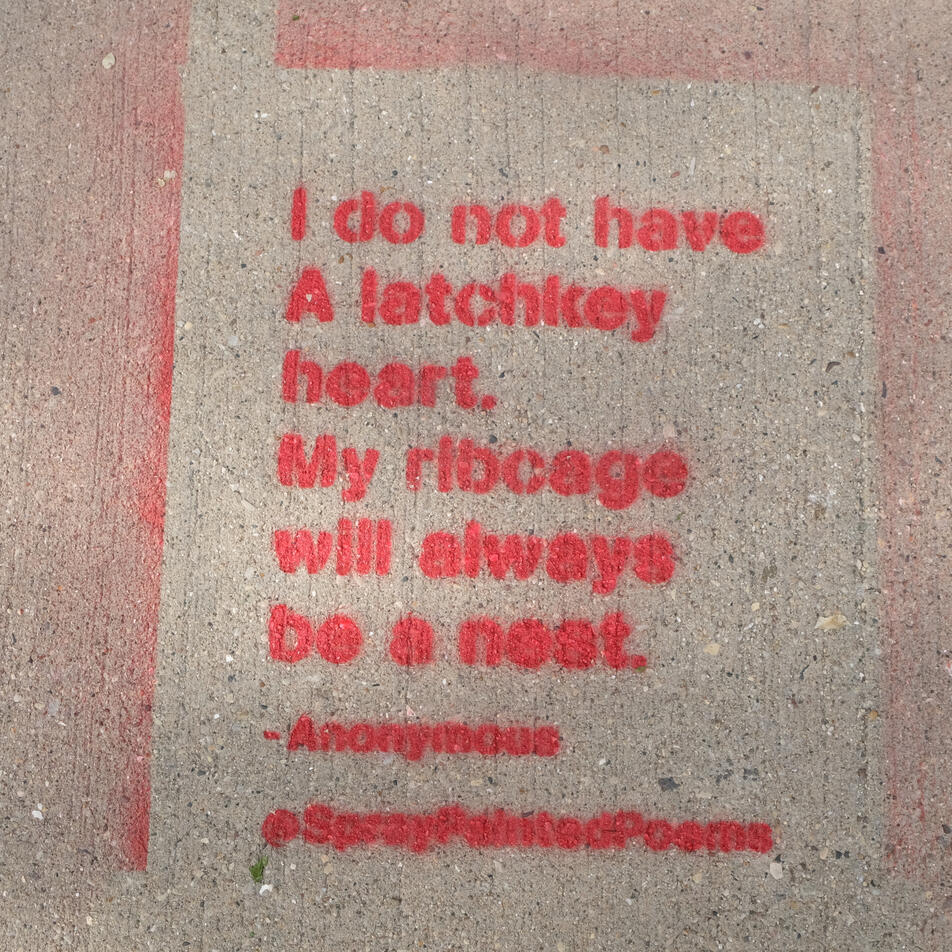 I do not have
A latchkey
heart.
My ribcage
will always
be a nest.
-Anonymous
@SprayPaintedPoems